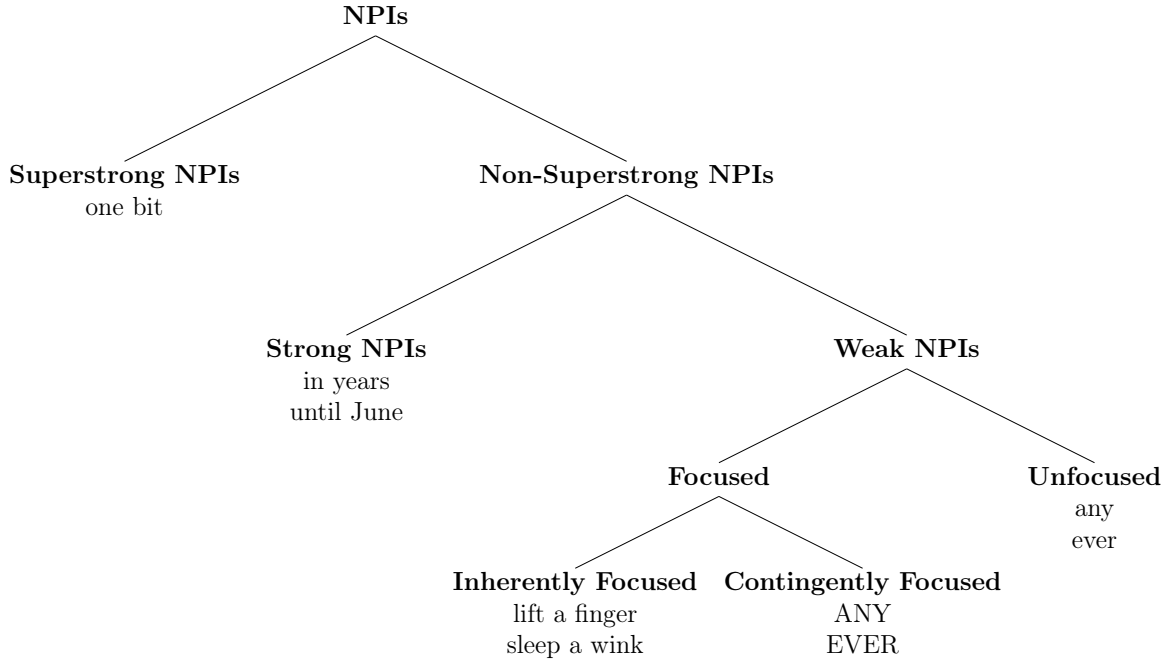 NPIs
Superstrong NPIs
one bit
Non-Superstrong NPIs
Strong NPIs
in years
until June
Weak NPIs
Focused
Unfocused
any
ever
Inherently Focused
lift a finger
sleep a wink
Contingently Focused
ANY
EVER